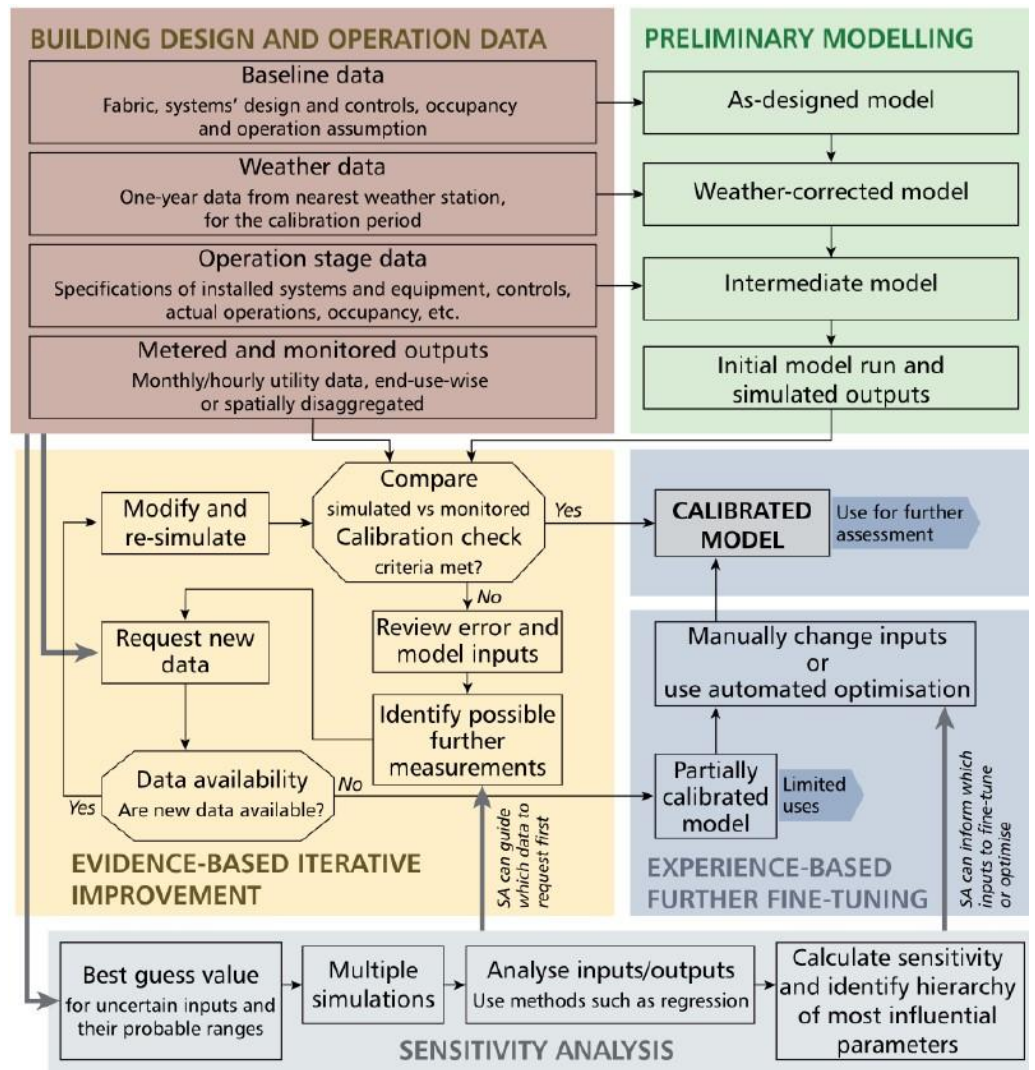 BUILDING DESIGN AND OPERATION DATA
Baseline data
Fabric, systems' design and controls, occupancy
and operation assumption
Weather data
One-year data from nearest weather station,
for the calibration period
Operation stage data
Specifications of installed systems and equipment, controls,
actual operations, occupancy, etc.
Metered and monitored outputs
Monthly/hourly utility data, end-use-wise
or spatially disaggregated
PRELIMINARY MODELLING
As-designed model
Weather-corrected model
Intermediate model
Initial model run and
simulated outputs
Modify and
re-simulate
Compare
simulated vs monitored
Calibration check
criteria met?
Yes
No
Request new
data
Review error and
model inputs
Identify possible
further
measurements
Data availability
Are new data available?
Yes
No
EVIDENCE-BASED ITERATIVE
IMPROVEMENT
SA can guide
which data to
request first
CALIBRATED
MODEL
Use for further
assessment
Manually change inputs
or
use automated optimisation
Partially
calibrated
model
Limited
uses
EXPERIENCE-BASED
FURTHER FINE-TUNING
SA can inform which
inputs to fine-tune
or optimise
Best guess value
for uncertain inputs and
their probable ranges
Multiple
simulations
Analyse inputs/outputs
Use methods such as regression
Calculate sensitivity
and identify hierarchy
of most influential
parameters
SENSITIVITY ANALYSIS